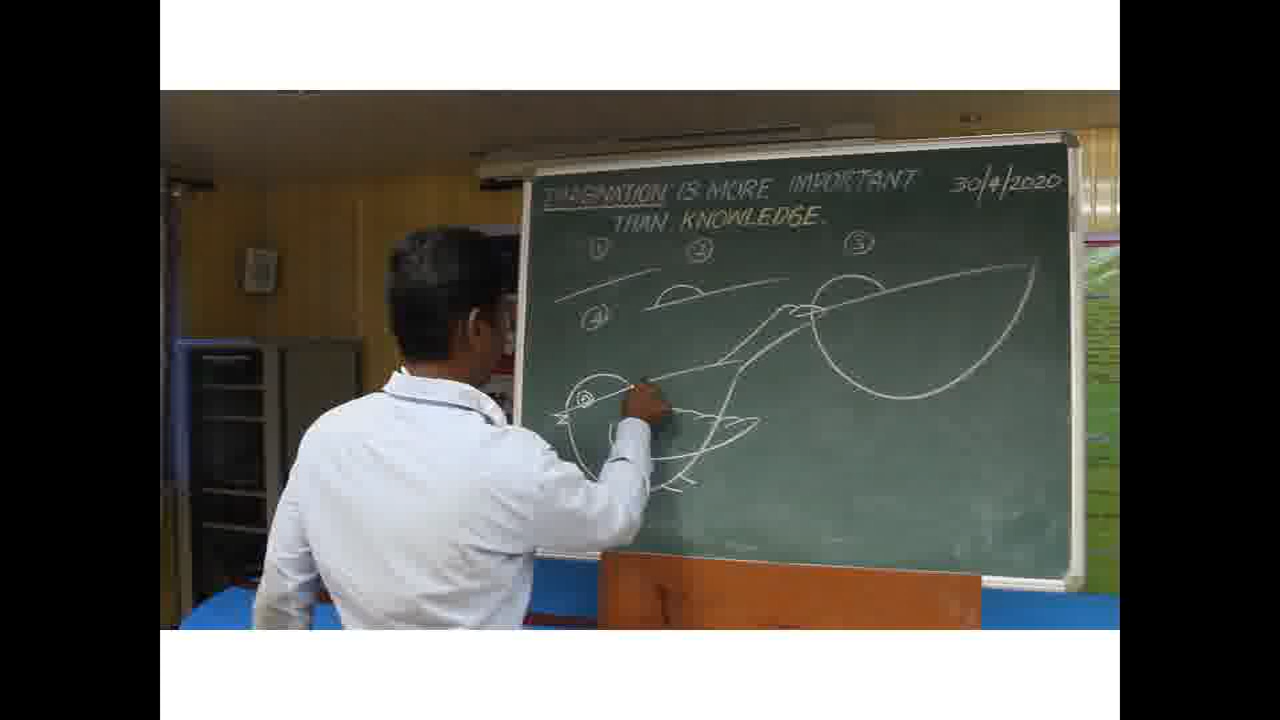 IMAGINATION IS MORE IMPORTANT
30/4/2020
THAN KNOWLEDGE.
1 2 3
4